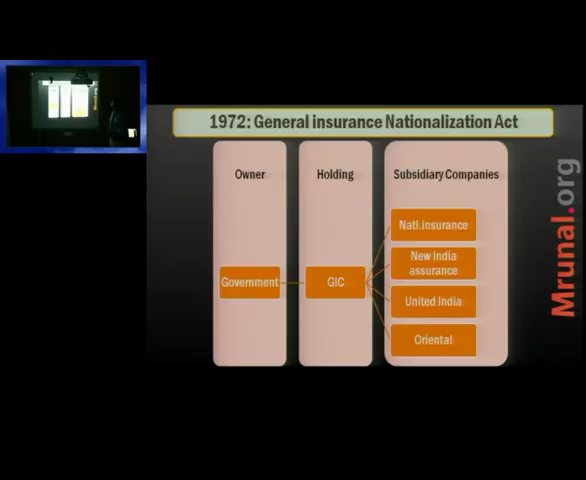 1972: General insurance Nationalization Act
Owner
Holding
Subsidiary Companies
Government
GIC
Natl.insurance
New India
assurance
United India
Oriental
Mrunal.org